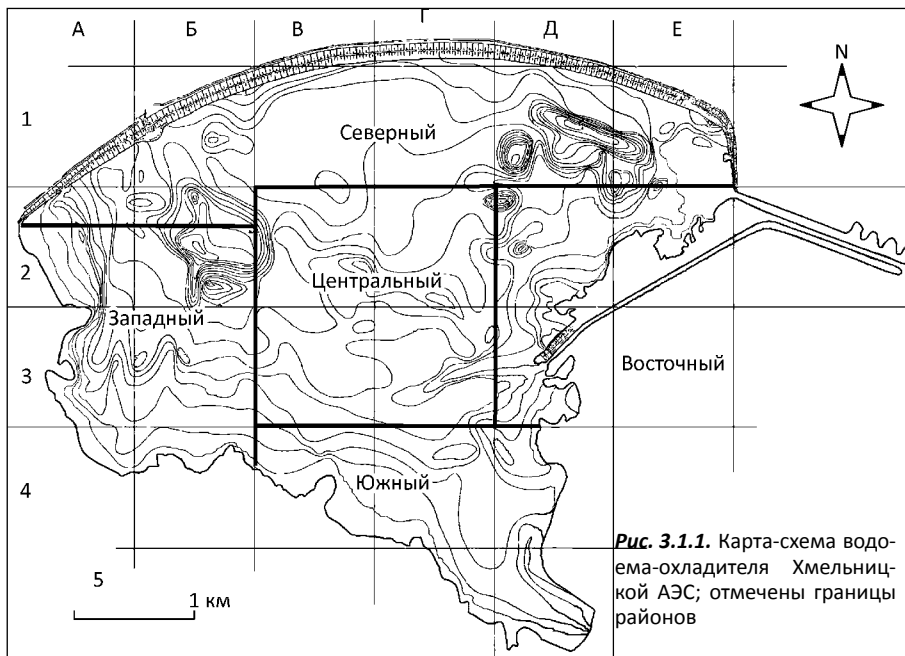 А Б В Г Д Е
N
1
Северный
2
Центральный
Западный
3
Восточный
4
Южный
Рис. 3.1.1. Карта-схема водо-
ема-охладителя Хмельниц-
кой АЭС; отмечены границы
районов
5
1 км